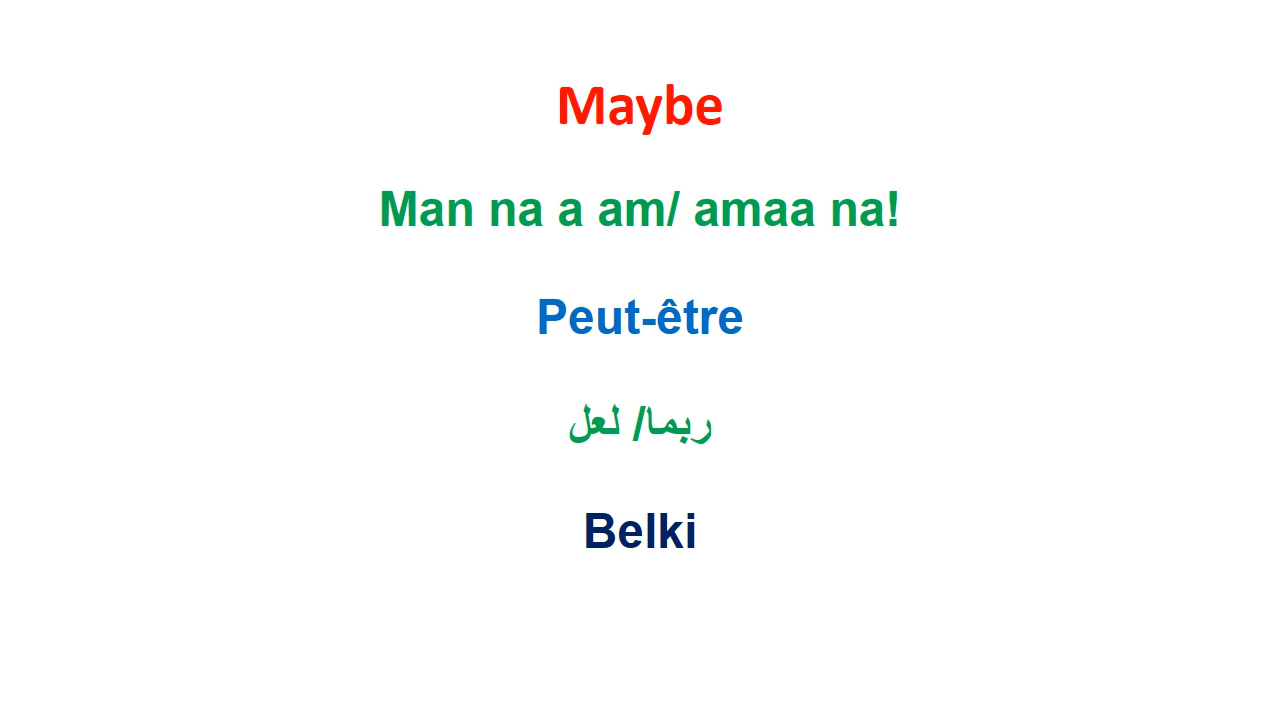 Maybe
Man na a am/ amaa na!
Peut-être
ربما/ لعل
Belki